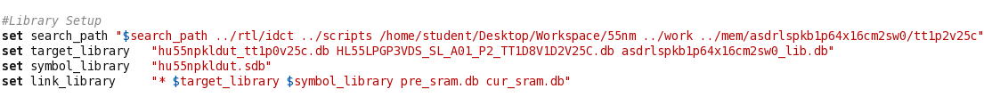 #Library Setup
set search_path "$search_path ../rtl/idct ../scripts /home/student/Desktop/Workspace/55nm ../work ../mem/asdrlspkb1p64x16cm2sw0/tt1p2v25c"
set target_library "hu55npkldut_tt1p0v25c.db HL55LPGP3VDS_SL_A01_P2_TT1D8V1D2V25C.db asdrlspkb1p64x16cm2sw0_lib.db"
set symbol_library "hu55npkldut.sdb"
set link_library "* $target_library $symbol_library pre_sram.db cur_sram.db"